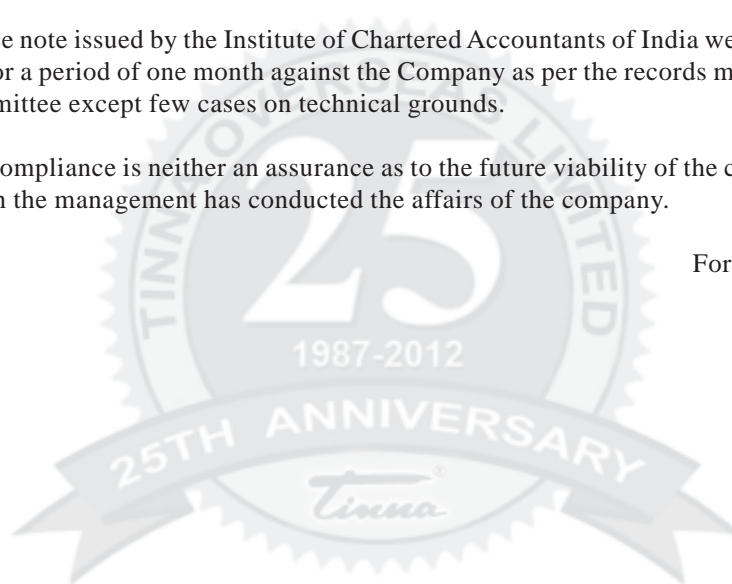 e note issued by the Institute of Chartered Accountants of India we
or a period of one month against the Company as per the records m
mittee except few cases on technical grounds.
ompliance is neither an assurance as to the future viability of the c
n the management has conducted the affairs of the company.
For
TINNA OVERSEAS LIMITED
25
1987-2012
25TH ANNIVERSARY
Tinna®